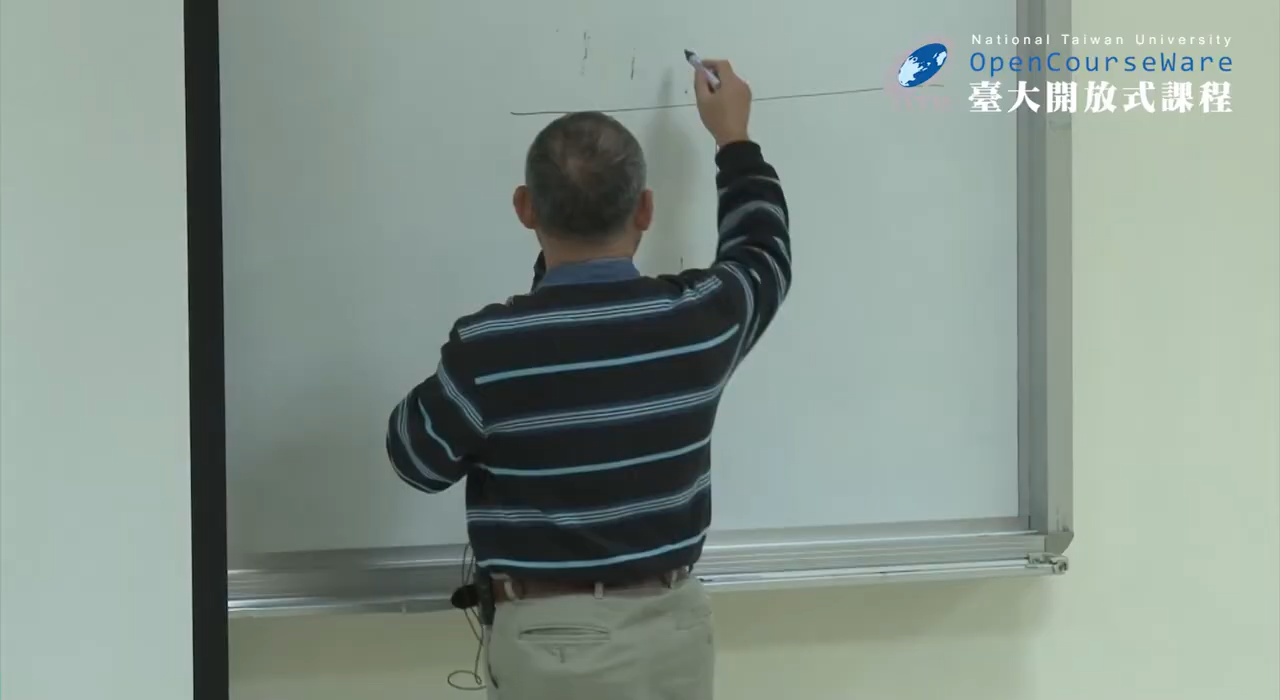 National Taiwan University
OpenCourseWare
臺大開放式課程